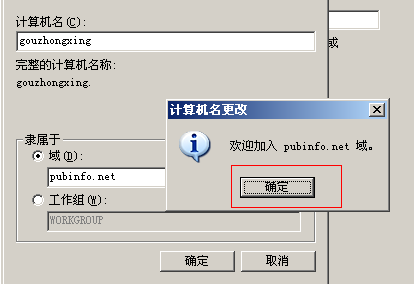 计算机名(C):
gouzhongxing
或
完整的计算机名称:
gouzhongxing.
计算机名更改
欢迎加入 pubinfo.net 域。
确定
隶属于
域(D):
pubinfo.net
工作组(W):
WORKGROUP
确定
取消